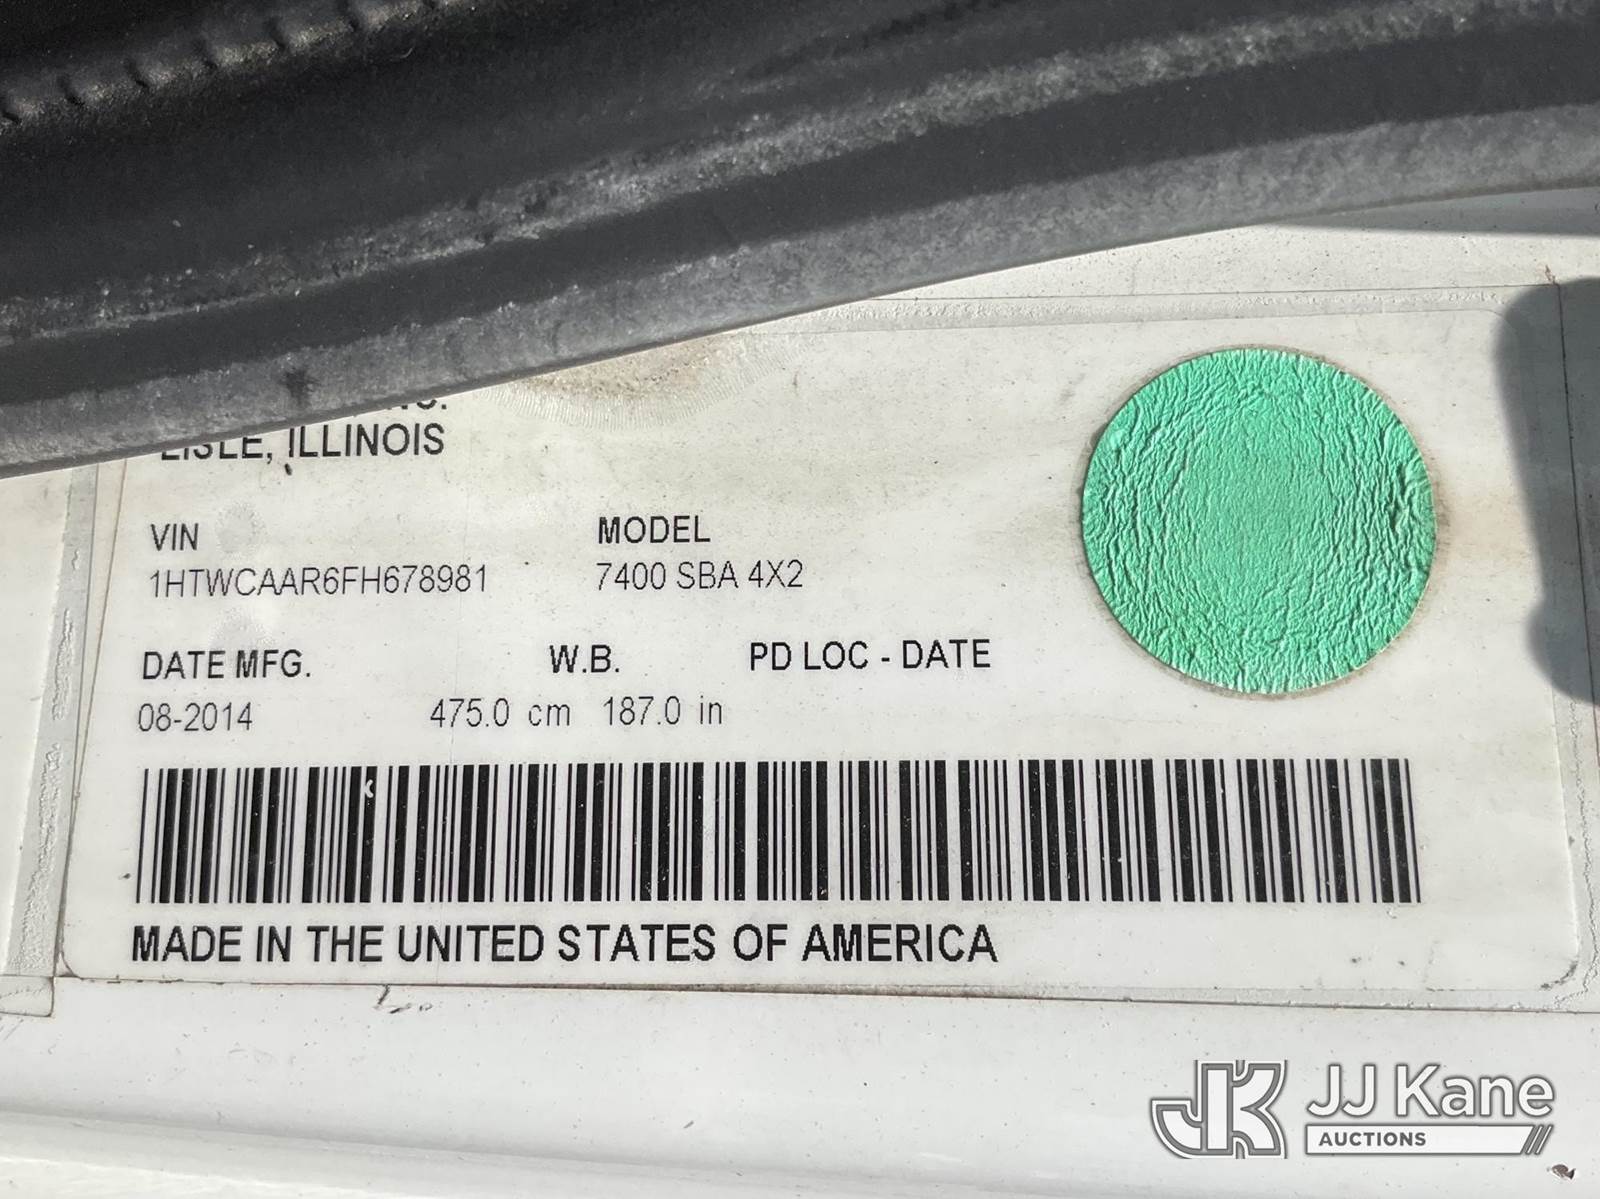 LISLE, ILLINOIS
VIN MODEL
1HTWCAAR6FH678981 7400 SBA 4X2
DATE MFG. W.B. PD LOC - DATE
08-2014 475.0 cm 187.0 in
MADE IN THE UNITED STATES OF AMERICA
JK JJ Kane
AUCTIONS